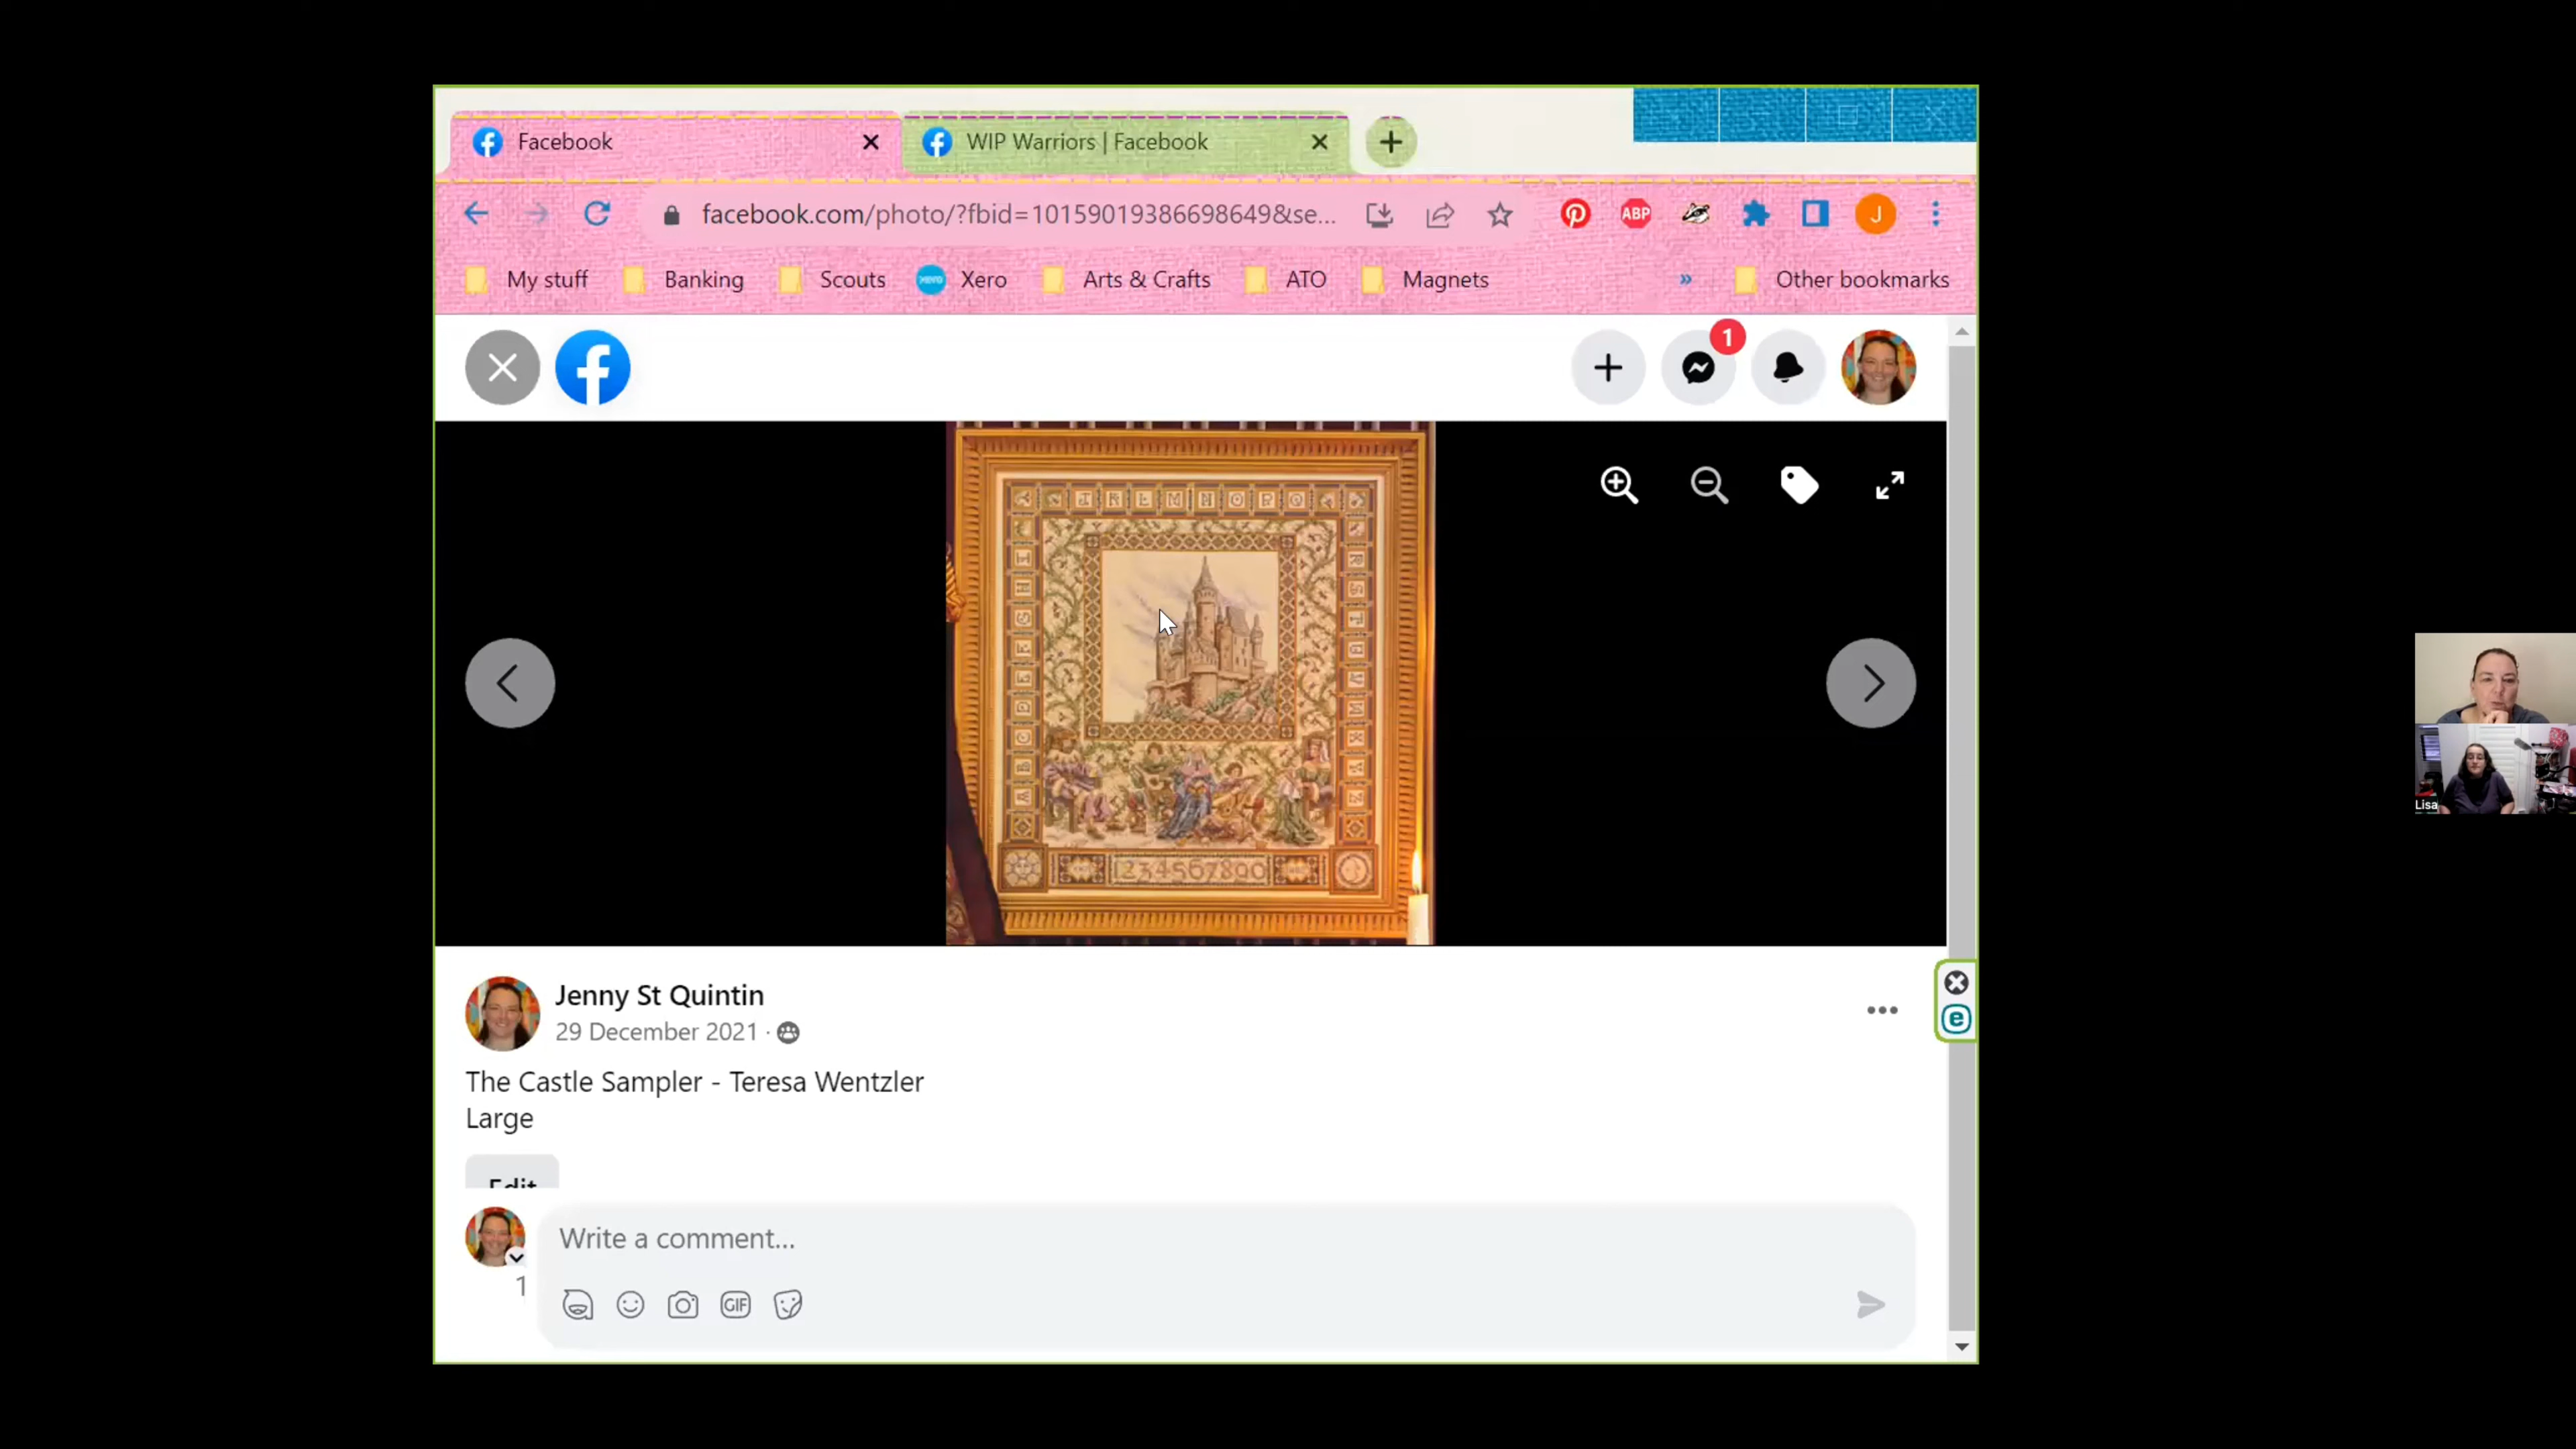 Facebook
WIP Warriors | Facebook
facebook.com/photo/?fbid=10159019386698649&se...
ABP
J
My stuff
Banking
Scouts
xero
Xero
Arts & Crafts
ATO
Magnets
»
Other bookmarks
1
J K L M N O P Q
1234567890
Jenny St Quintin
29 December 2021 ·
The Castle Sampler - Teresa Wentzler
Large
Edit
Write a comment...
1
GIF
Lisa